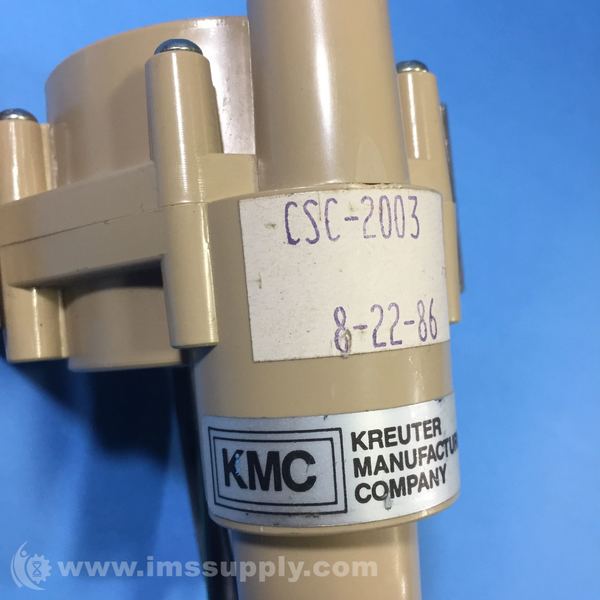 CSC-2003
8-22-86
KMC
KREUTER
MANUFACTUR
COMPANY
www.imssupply.com